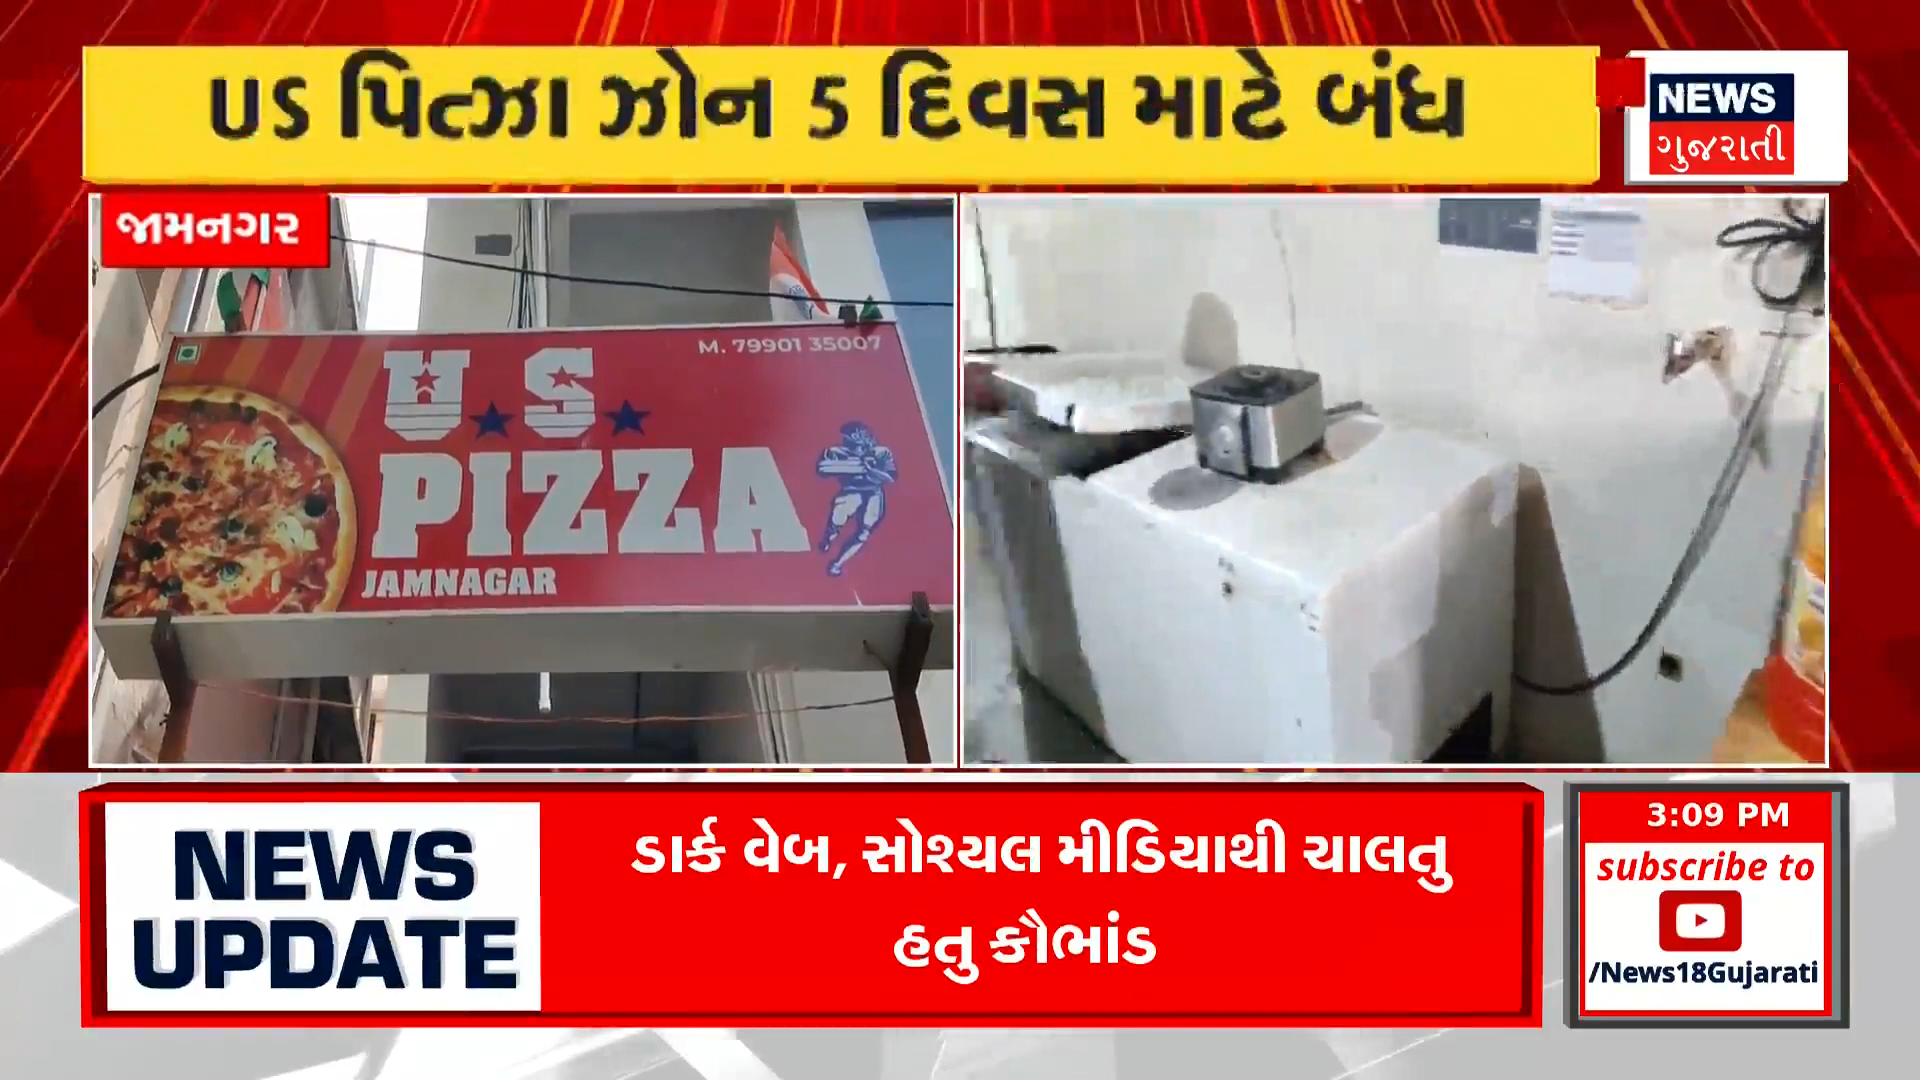 US પિત્ઝા ઝોન 5 દિવસ માટે બંધ
NEWS
ગુજરાતી
જામનગર
M. 79901 35007
U.S.
PIZZA
JAMNAGAR
NEWS
UPDATE
ડાર્ક વેબ, સોશ્યલ મીડિયાથી ચાલતુ
હતુ કૌભાંડ
3:09 PM
subscribe to
/News18Gujarati